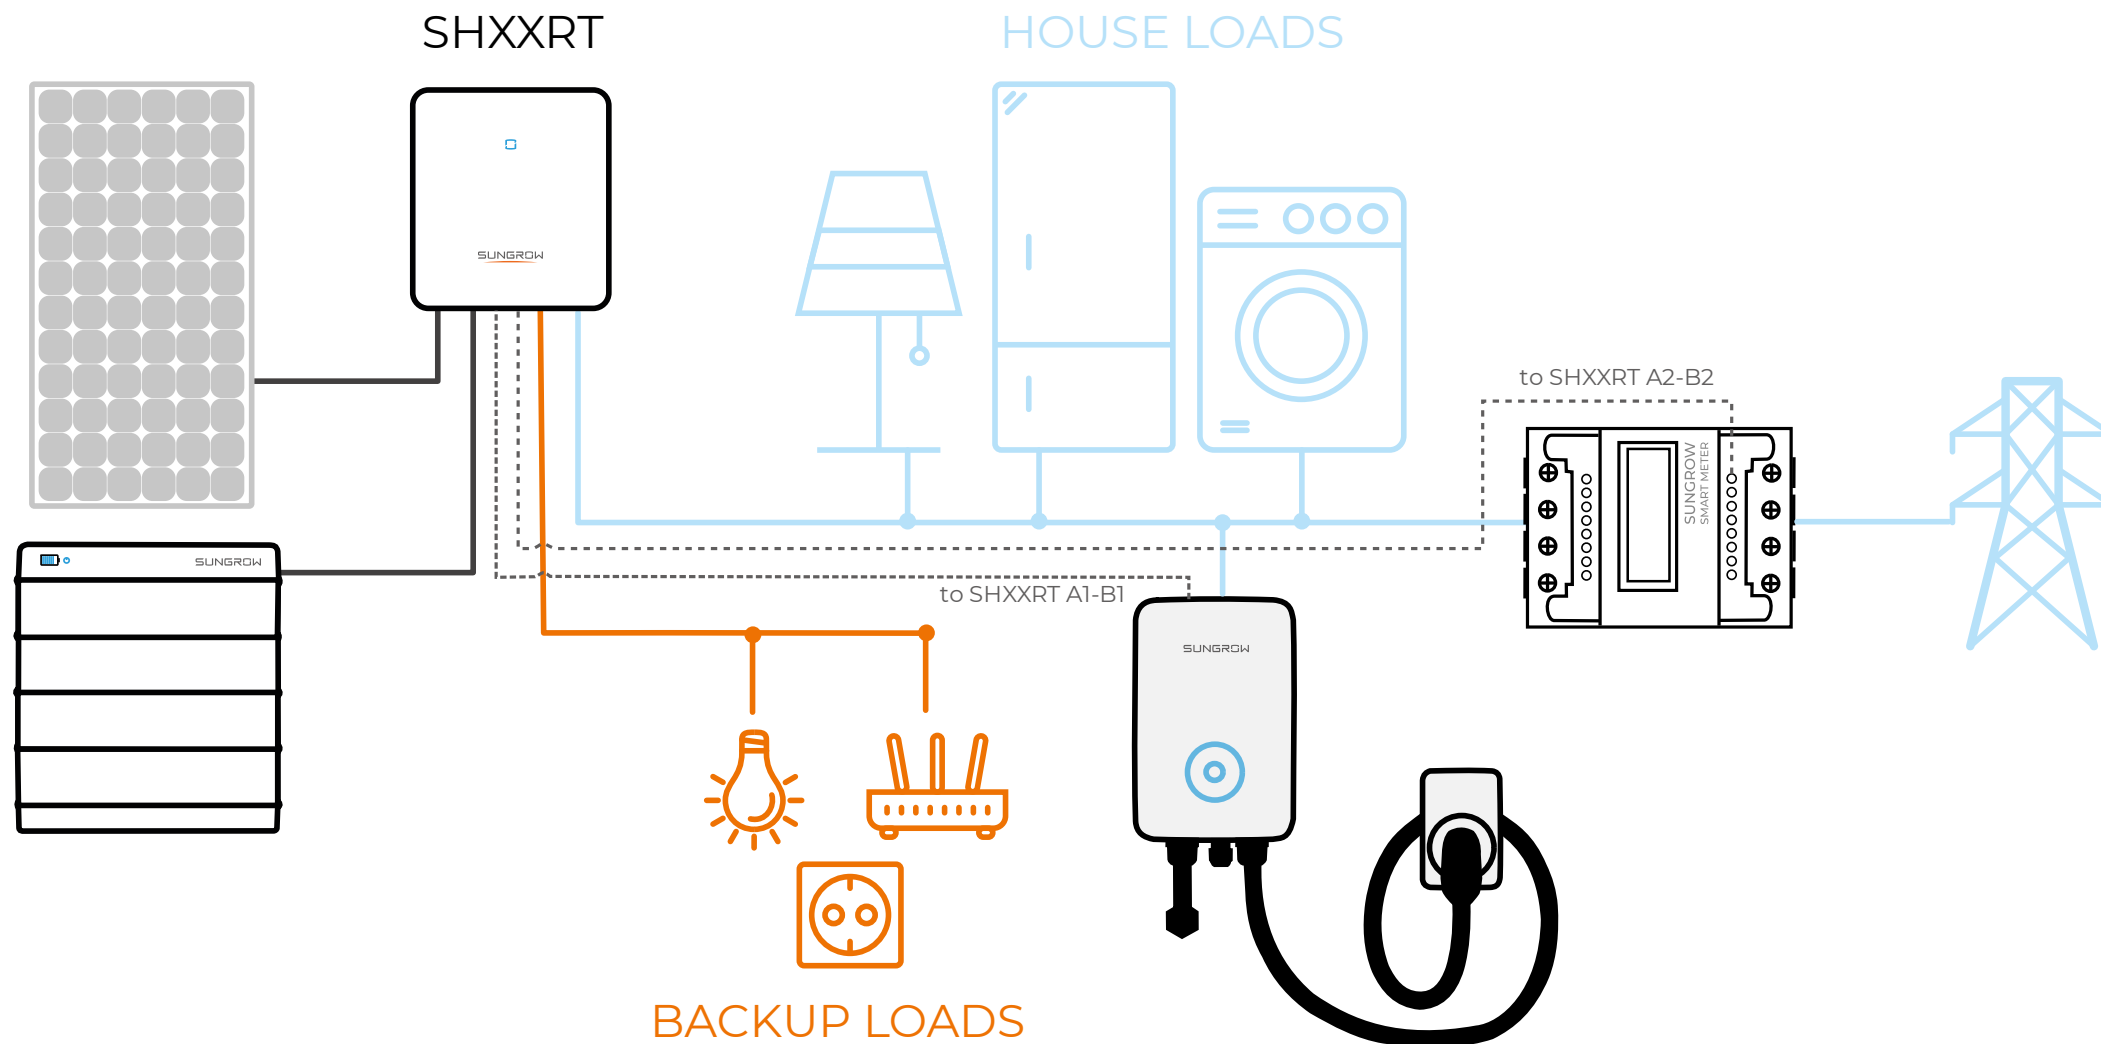 SHXXRT
HOUSE LOADS
SUNGROW
to SHXXRT A2-B2
SUNGROW
SMART METER
SUNGROW
to SHXXRT A1-B1
SUNGROW
BACKUP LOADS